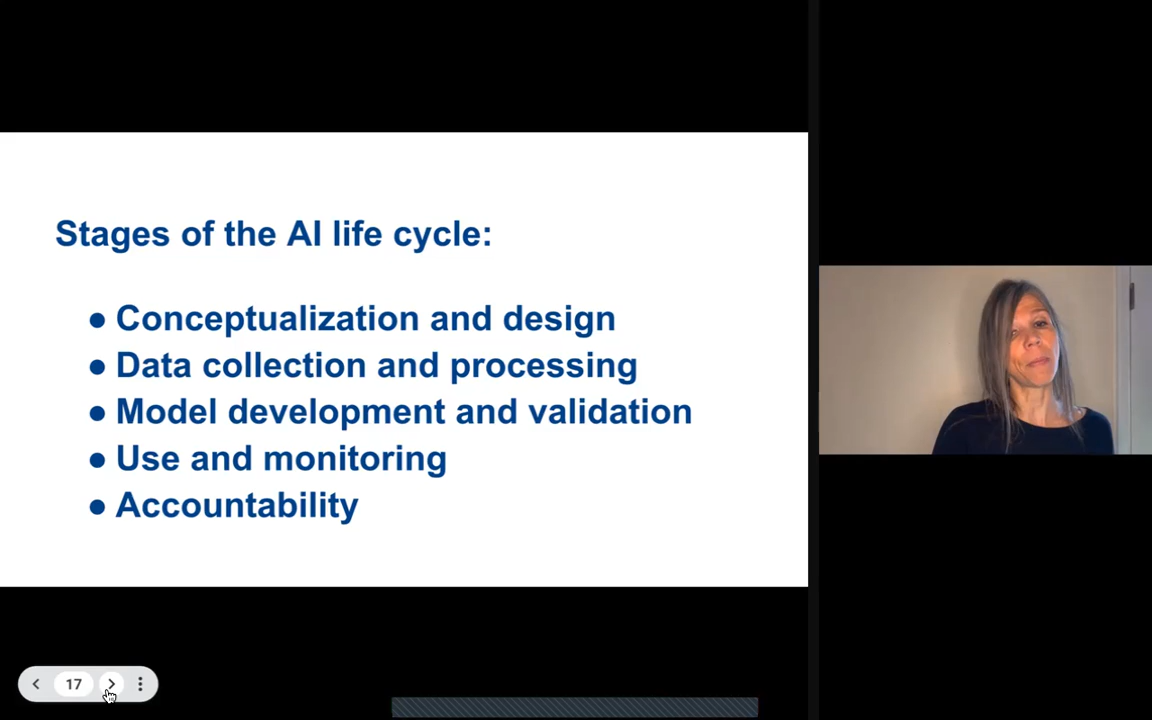 Stages of the AI life cycle:
● Conceptualization and design
● Data collection and processing
● Model development and validation
● Use and monitoring
● Accountability
17